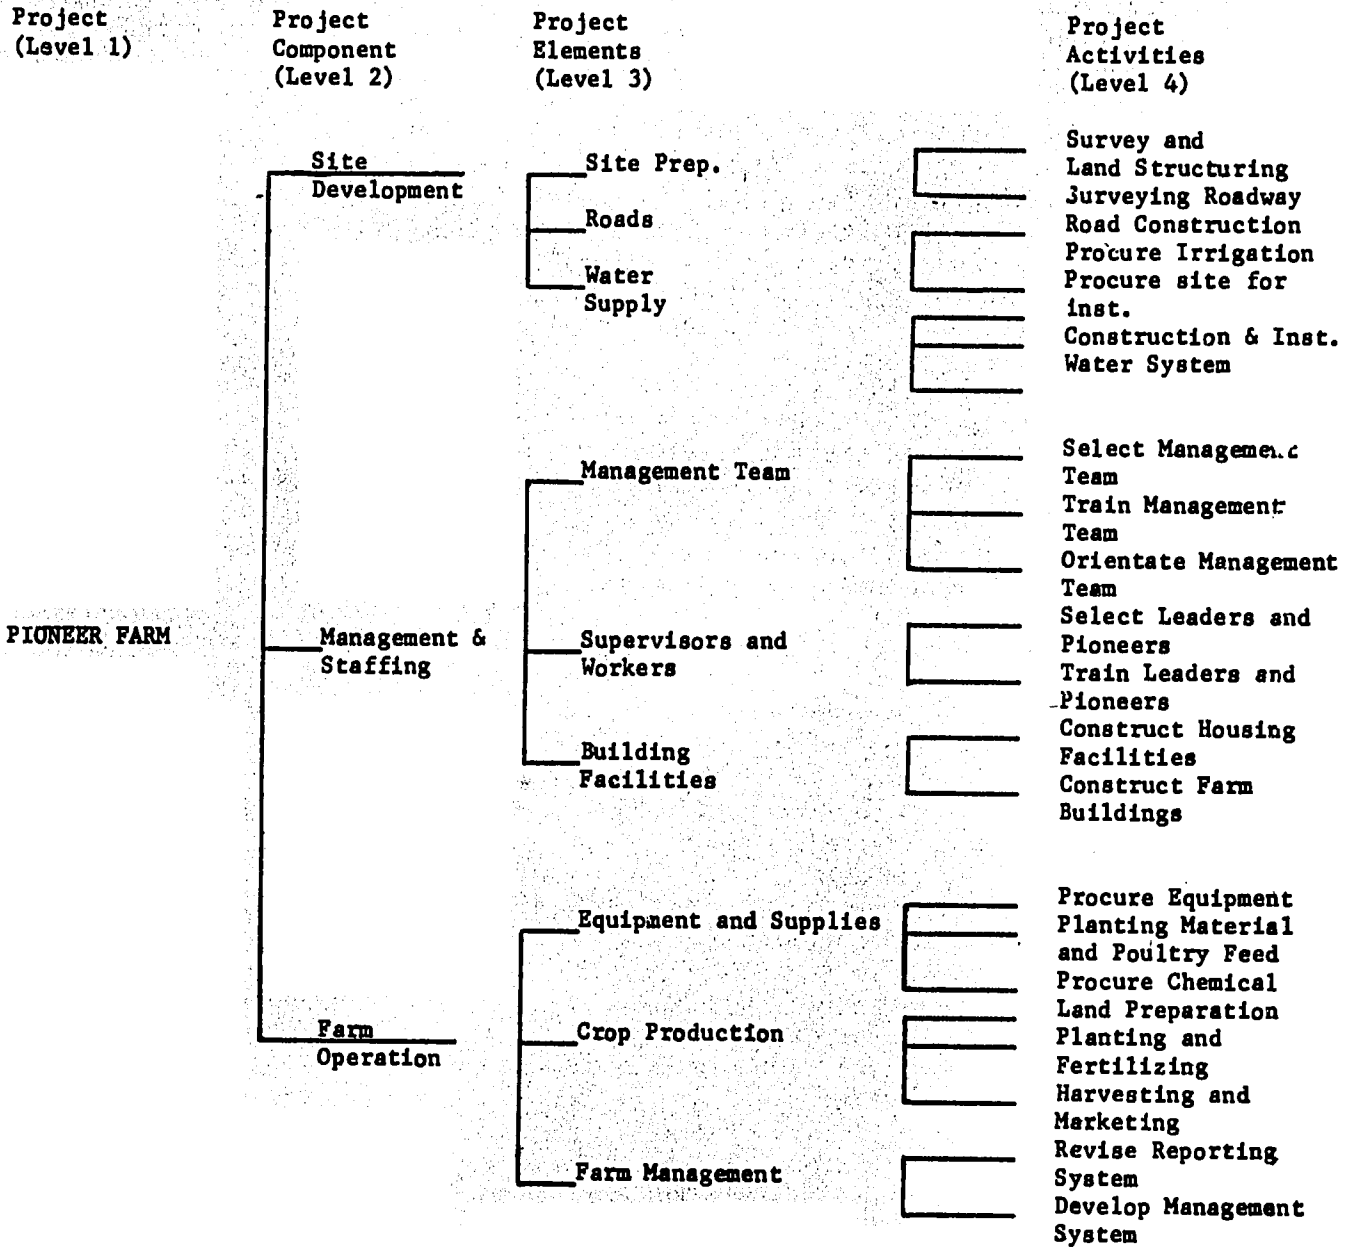 Project
(Level 1)
Project
Component
(Level 2)
Project
Elements
(Level 3)
Project
Activities
(Level 4)
Site
Development
Site Prep.
Roads
Water
Supply
Survey and
Land Structuring
Surveying Roadway
Road Construction
Procure Irrigation
Procure site for
inst.
Construction & Inst.
Water System
PIONEER FARM
Management &
Staffing
Management Team
Supervisors and
Workers
Building
Facilities
Select Management
Team
Train Management
Team
Orientate Management
Team
Select Leaders and
Pioneers
Train Leaders and
Pioneers
Construct Housing
Facilities
Construct Farm
Buildings
Farm
Operation
Equipment and Supplies
Crop Production
Farm Management
Procure Equipment
Planting Material
and Poultry Feed
Procure Chemical
Land Preparation
Planting and
Fertilizing
Harvesting and
Marketing
Revise Reporting
System
Develop Management
System